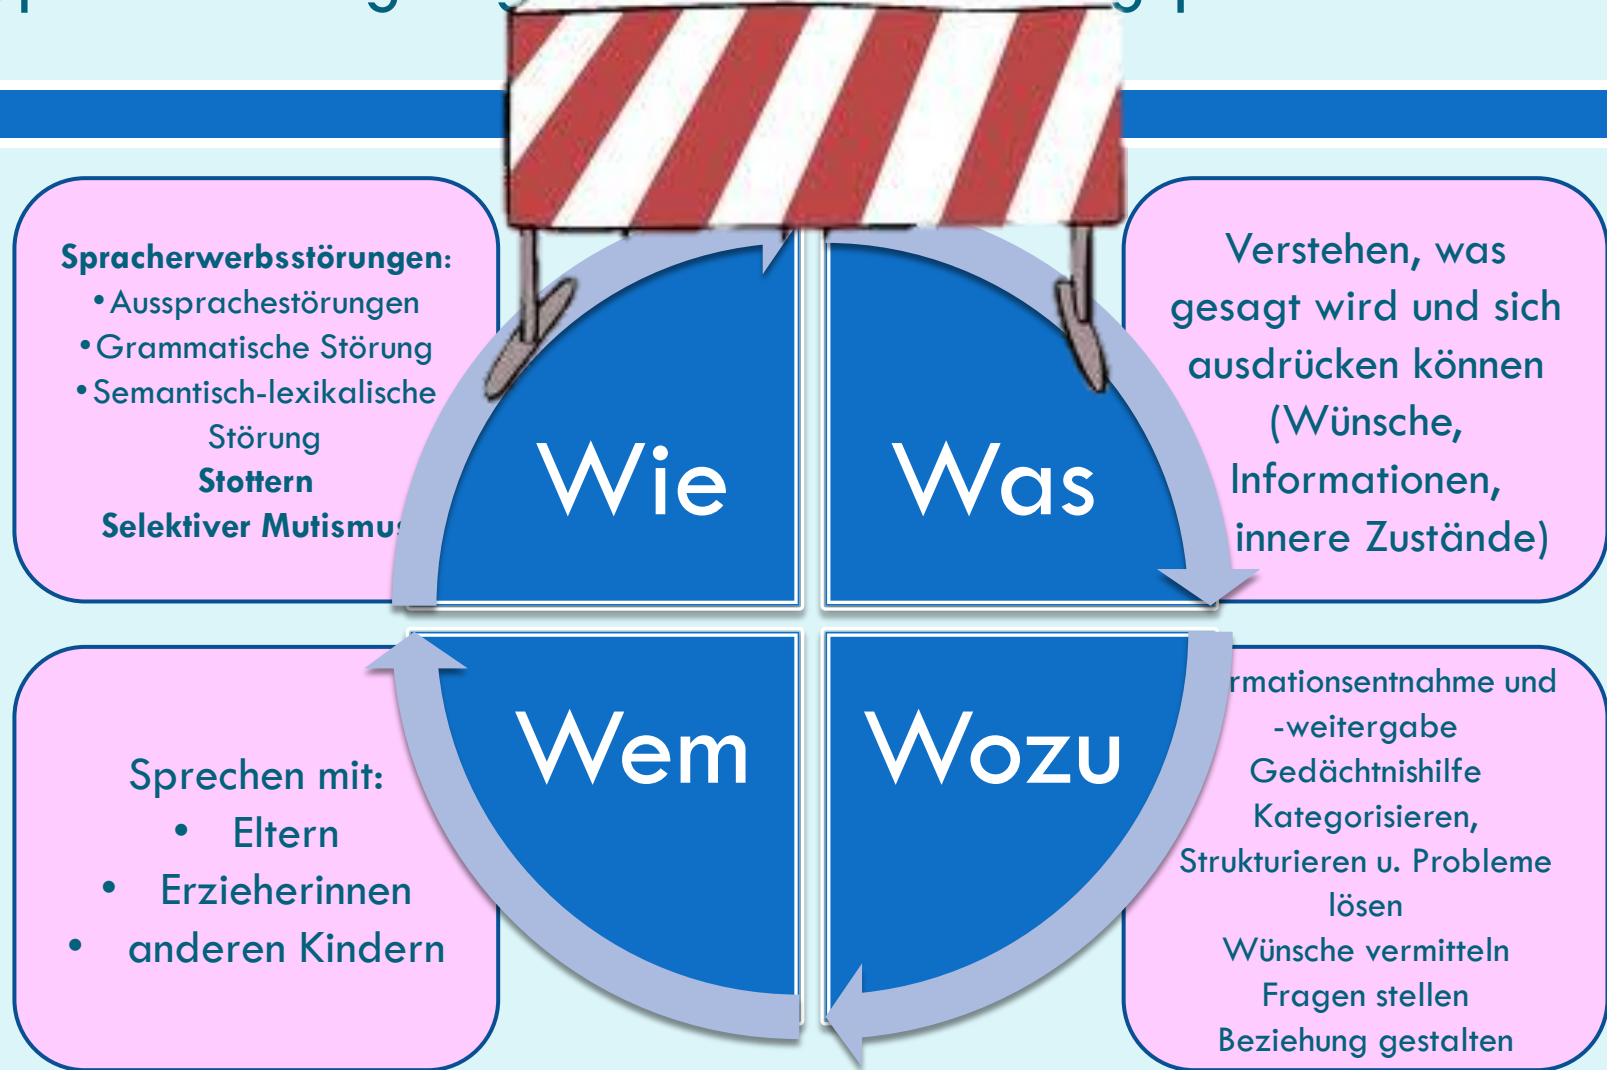 Spracherwerbsstörungen:
• Aussprachestörungen
• Grammatische Störung
• Semantisch-lexikalische
Störung
Stottern
Selektiver
Verstehen, was
gesagt wird und sich
ausdrücken können
(Wünsche,
Informationen,
innere Zustände)
Wie
Was
Wem
Wozu
Sprechen mit:
• Eltern
• Erzieherinnen
• anderen Kindern
rmationsentnahme und
-weitergabe
Gedächtnishilfe
Kategorisieren,
Strukturieren u. Probleme
lösen
Wünsche vermitteln
Fragen stellen
Beziehung gestalten